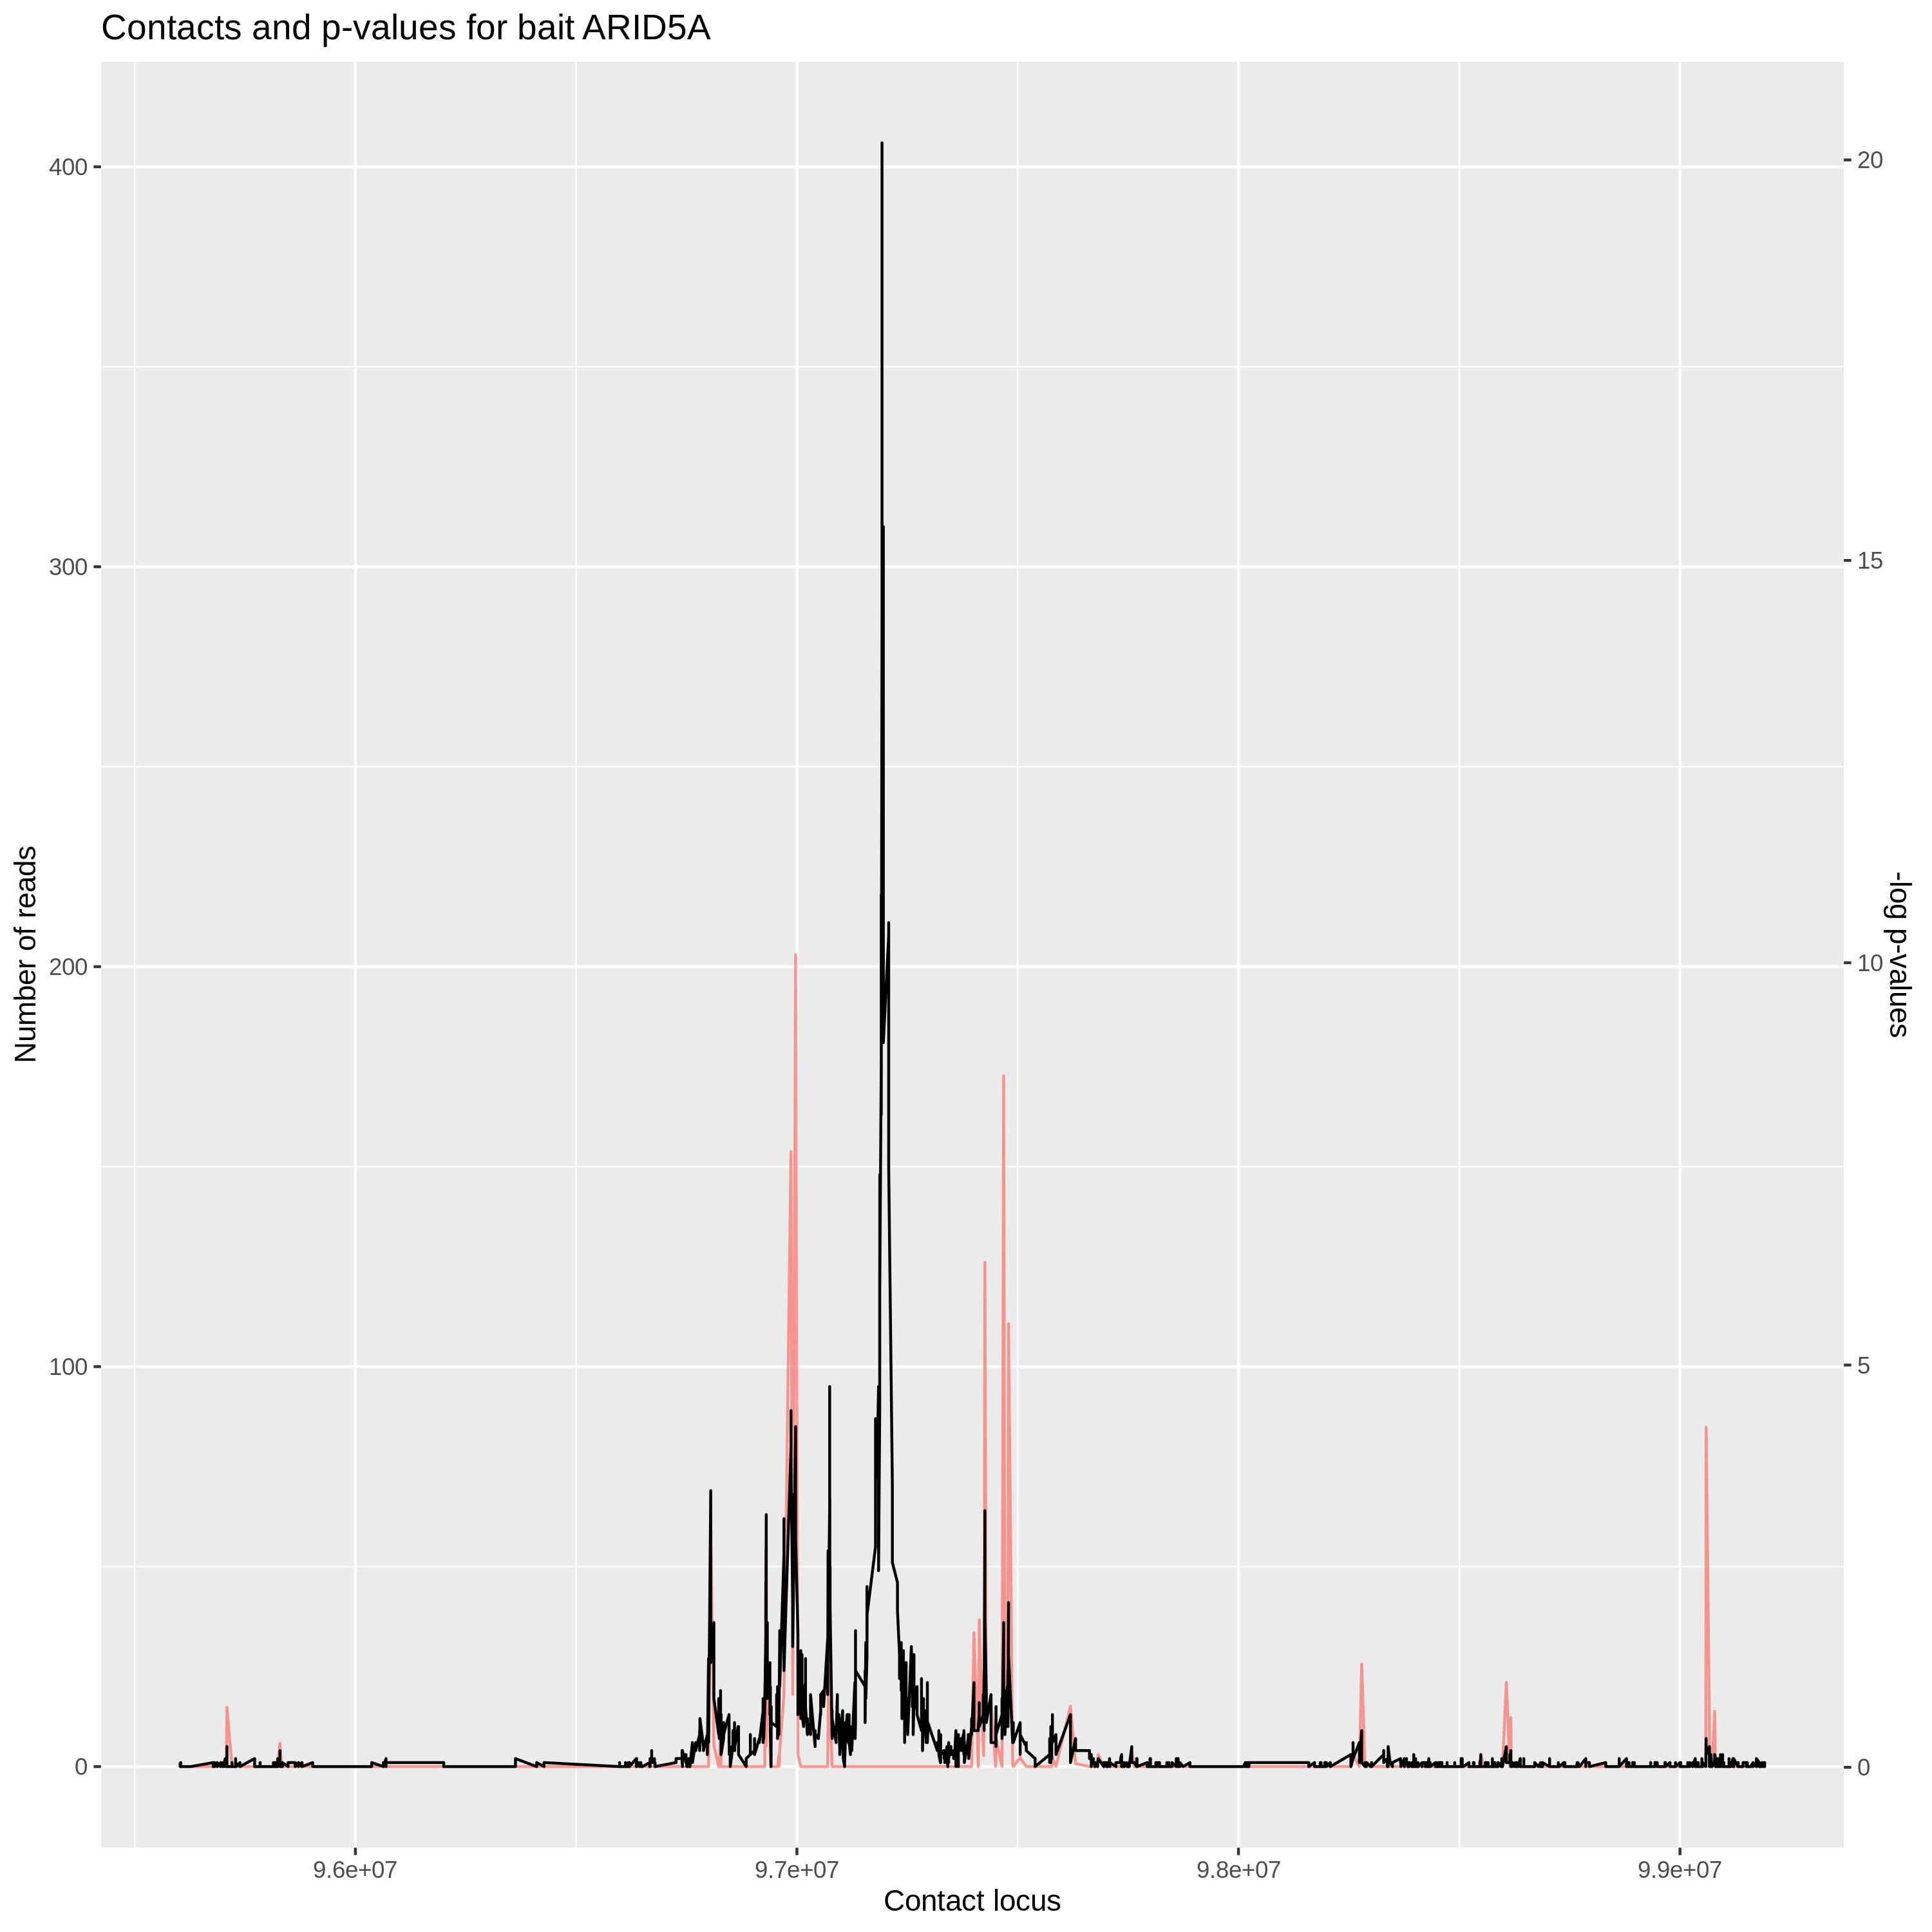 Contacts and p-values for bait ARID5A
400
300
200
100
0
Number of reads
20
15
10
5
0
-log p-values
9.6e+07
9.7e+07
9.8e+07
9.9e+07
Contact locus